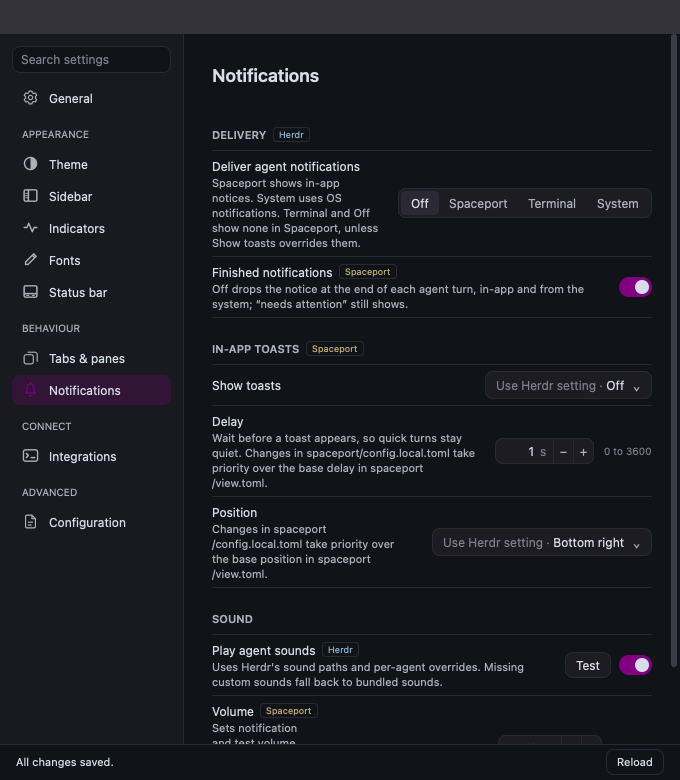 Search settings
General
APPEARANCE
Theme
Sidebar
Indicators
Fonts
Status bar
BEHAVIOUR
Tabs & panes
Notifications
CONNECT
Integrations
ADVANCED
Configuration
Notifications
DELIVERY Herdr
Deliver agent notifications
Spaceport shows in-app
notices. System uses OS
notifications. Terminal and Off
show none in Spaceport, unless
Show toasts overrides them.
Off Spaceport Terminal System
Finished notifications Spaceport
Off drops the notice at the end of each agent turn, in-app and from the
system; “needs attention” still shows.
IN-APP TOASTS Spaceport
Show toasts
Use Herdr setting · Off
Delay
Wait before a toast appears, so quick turns stay
quiet. Changes in spaceport/config.local.toml take
priority over the base delay in spaceport
/view.toml.
1 s − + 0 to 3600
Position
Changes in spaceport
/config.local.toml take priority over
the base position in spaceport
/view.toml.
Use Herdr setting · Bottom right
SOUND
Play agent sounds Herdr
Uses Herdr's sound paths and per-agent overrides. Missing
custom sounds fall back to bundled sounds.
Test
Volume Spaceport
Sets notification
and test volume
All changes saved.
Reload